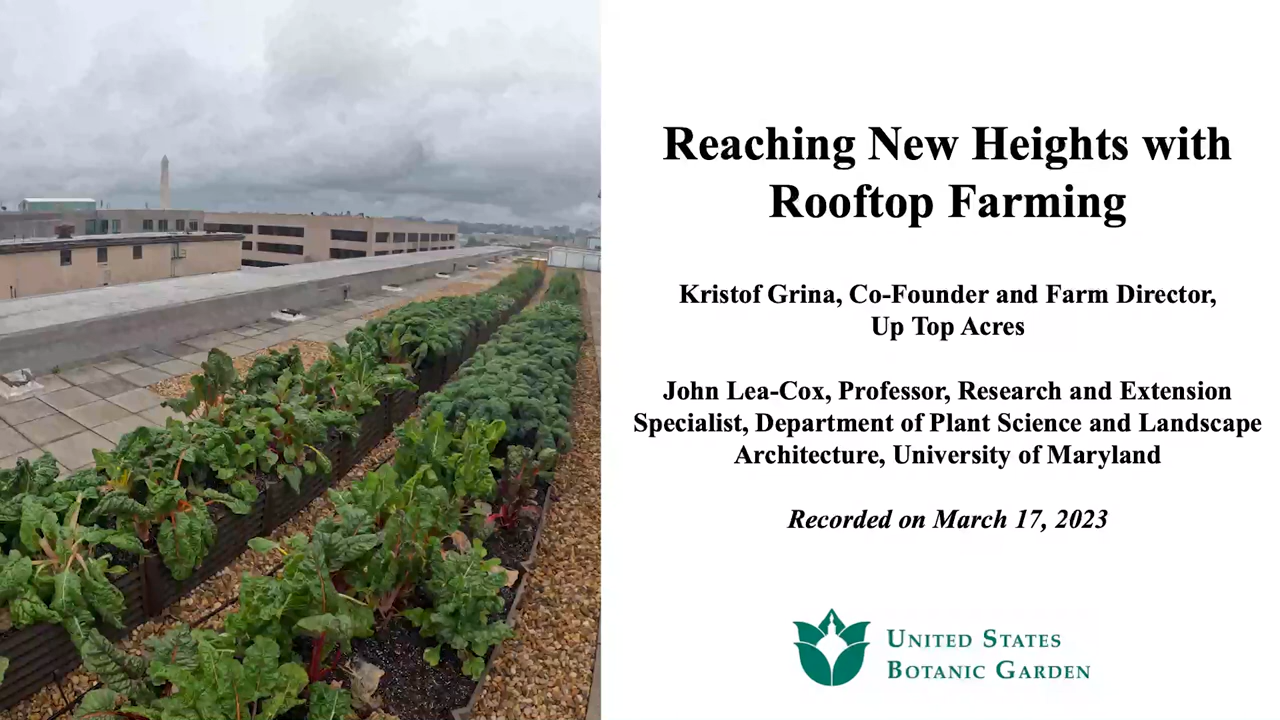 Reaching New Heights with
Rooftop Farming
Kristof Grina, Co-Founder and Farm Director,
Up Top Acres
John Lea-Cox, Professor, Research and Extension
Specialist, Department of Plant Science and Landscape
Architecture, University of Maryland
Recorded on March 17, 2023
UNITED STATES
BOTANIC GARDEN